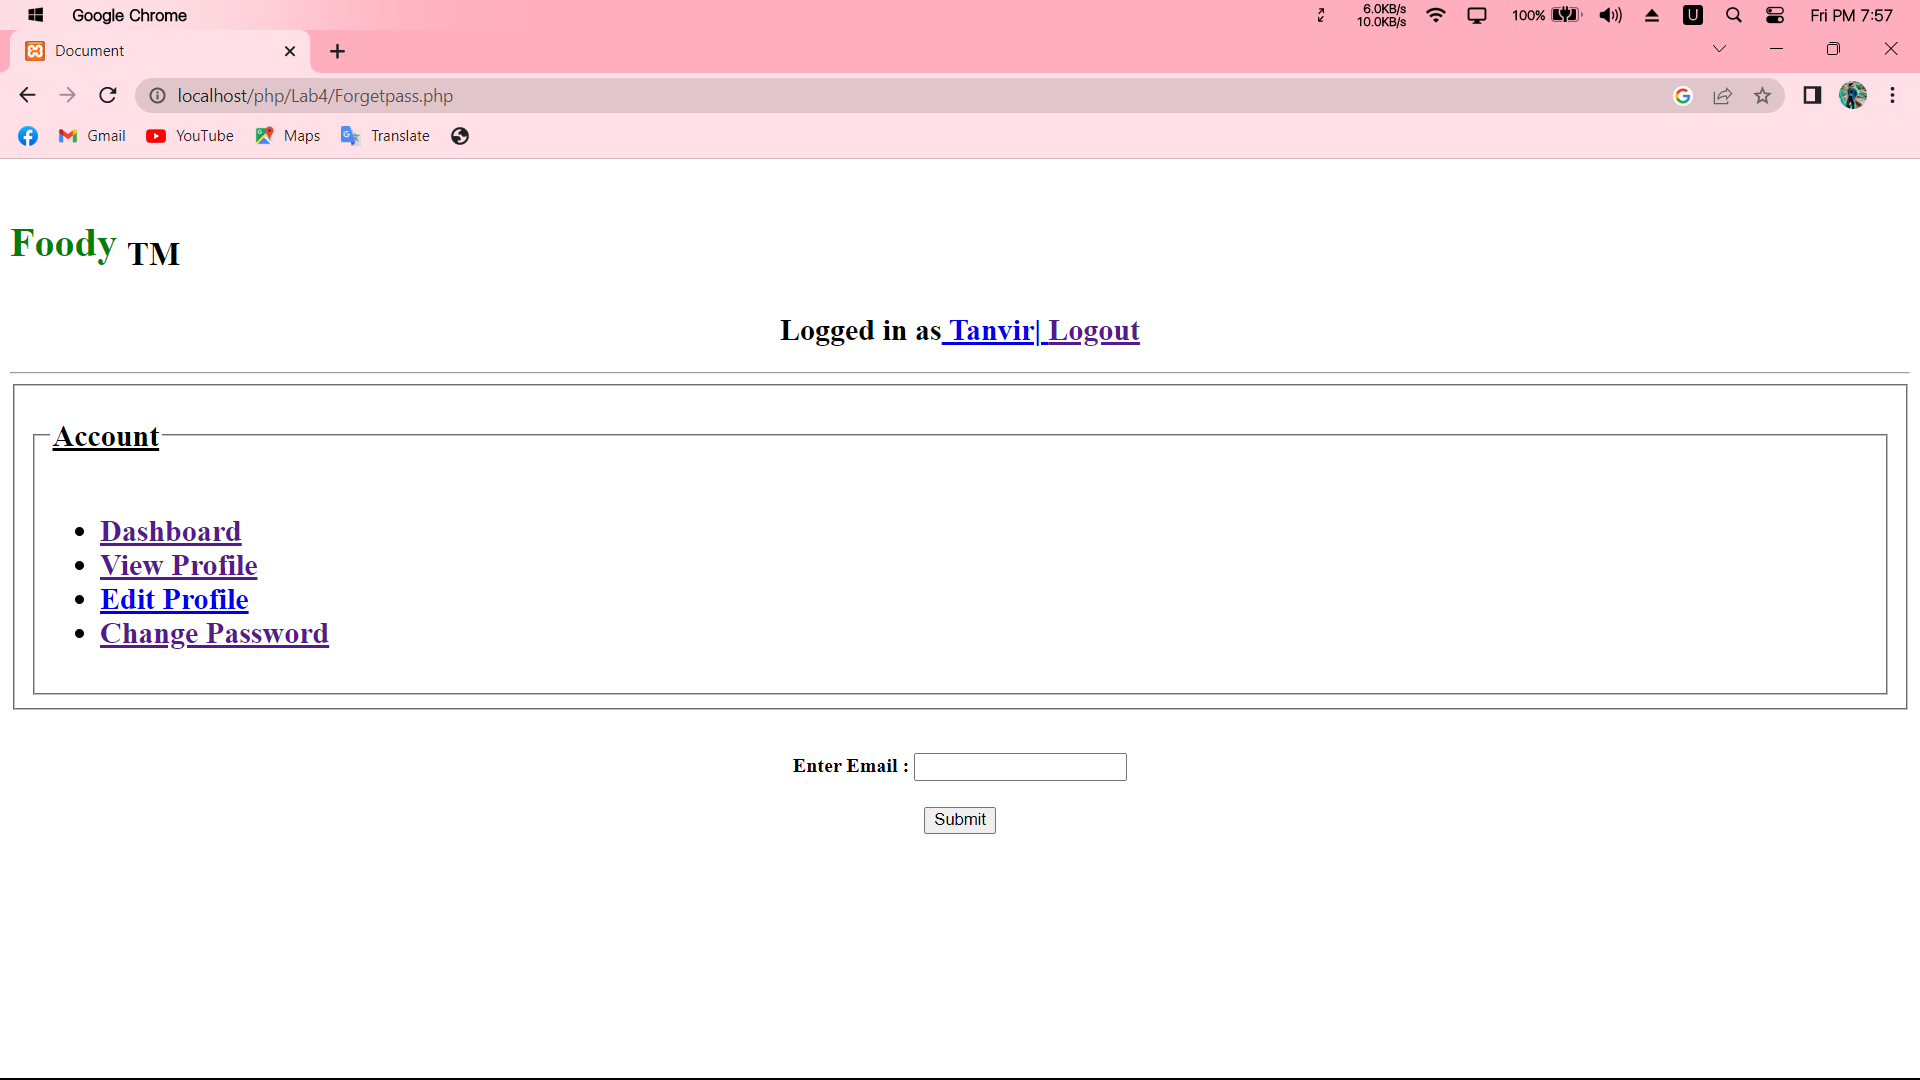 Google Chrome
6.0KB/s
10.0KB/s
100%
U
Fri PM 7:57
Document
localhost/php/Lab4/Forgetpass.php
Gmail
YouTube
Maps
Translate
Foody TM
Logged in as Tanvir| Logout
Account
Dashboard
View Profile
Edit Profile
Change Password
Enter Email :
Submit